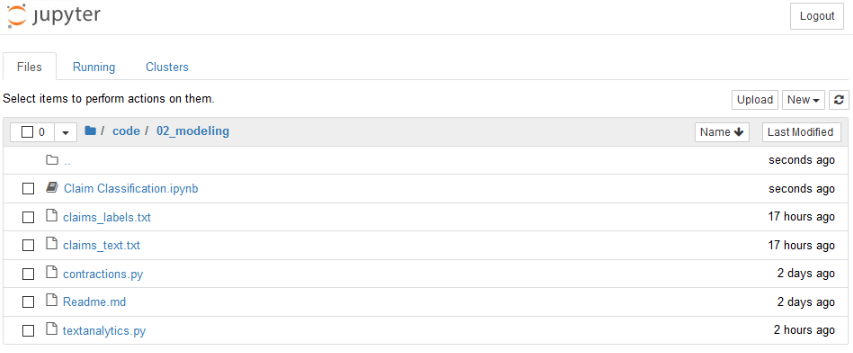 jupyter Logout
Files Running Clusters
Select items to perform actions on them. Upload New
0 / code / 02_modeling Name Last Modified
.. seconds ago
Claim Classification.ipynb seconds ago
claims_labels.txt 17 hours ago
claims_text.txt 17 hours ago
contractions.py 2 days ago
Readme.md 2 days ago
textanalytics.py 2 hours ago